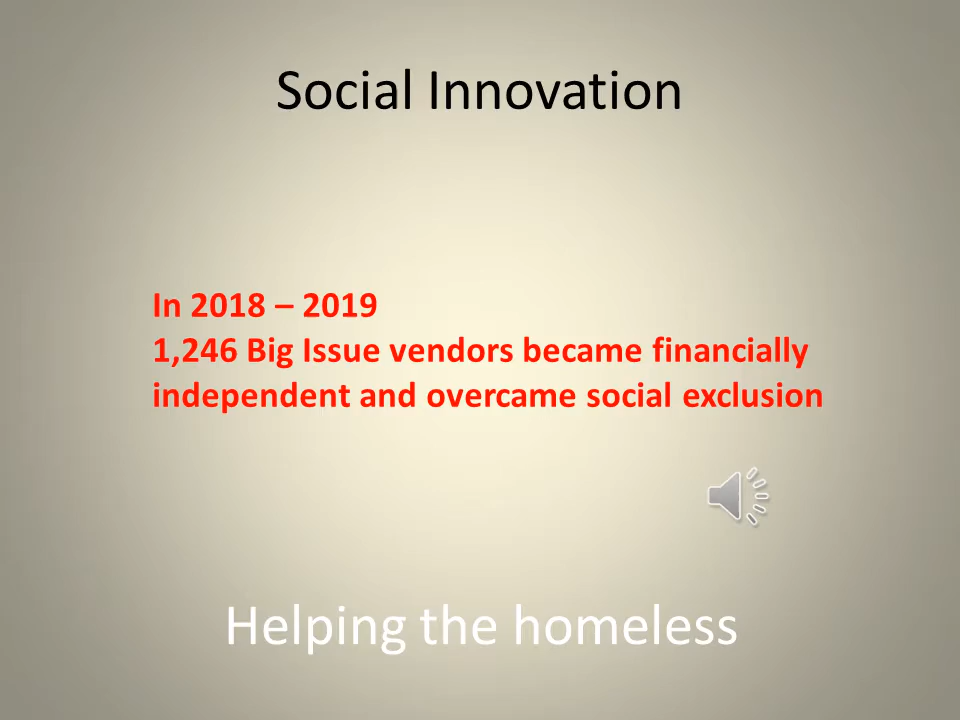 Social Innovation
In 2018 – 2019
1,246 Big Issue vendors became financially
independent and overcame social exclusion
Helping the homeless